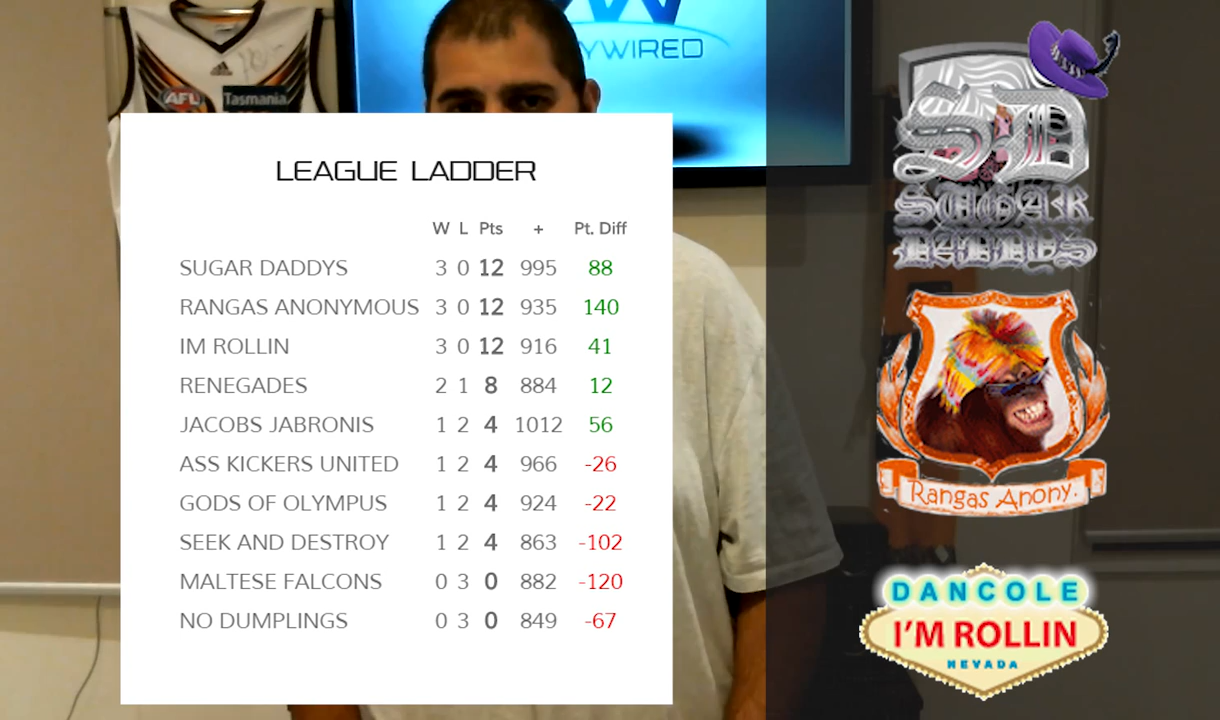 YWIRED
AFL
Tasmania
LEAGUE LADDER
W L Pts + Pt. Diff
SUGAR DADDYS 3 0 12 995 88
RANGAS ANONYMOUS 3 0 12 935 140
IM ROLLIN 3 0 12 916 41
RENEGADES 2 1 8 884 12
JACOBS JABRONIS 1 2 4 1012 56
ASS KICKERS UNITED 1 2 4 966 -26
GODS OF OLYMPUS 1 2 4 924 -22
SEEK AND DESTROY 1 2 4 863 -102
MALTESE FALCONS 0 3 0 882 -120
NO DUMPLINGS 0 3 0 849 -67
SD
SUGAR
DADDYS
Rangas Anony.
DANCOLE
I'M ROLLIN
NEVADA